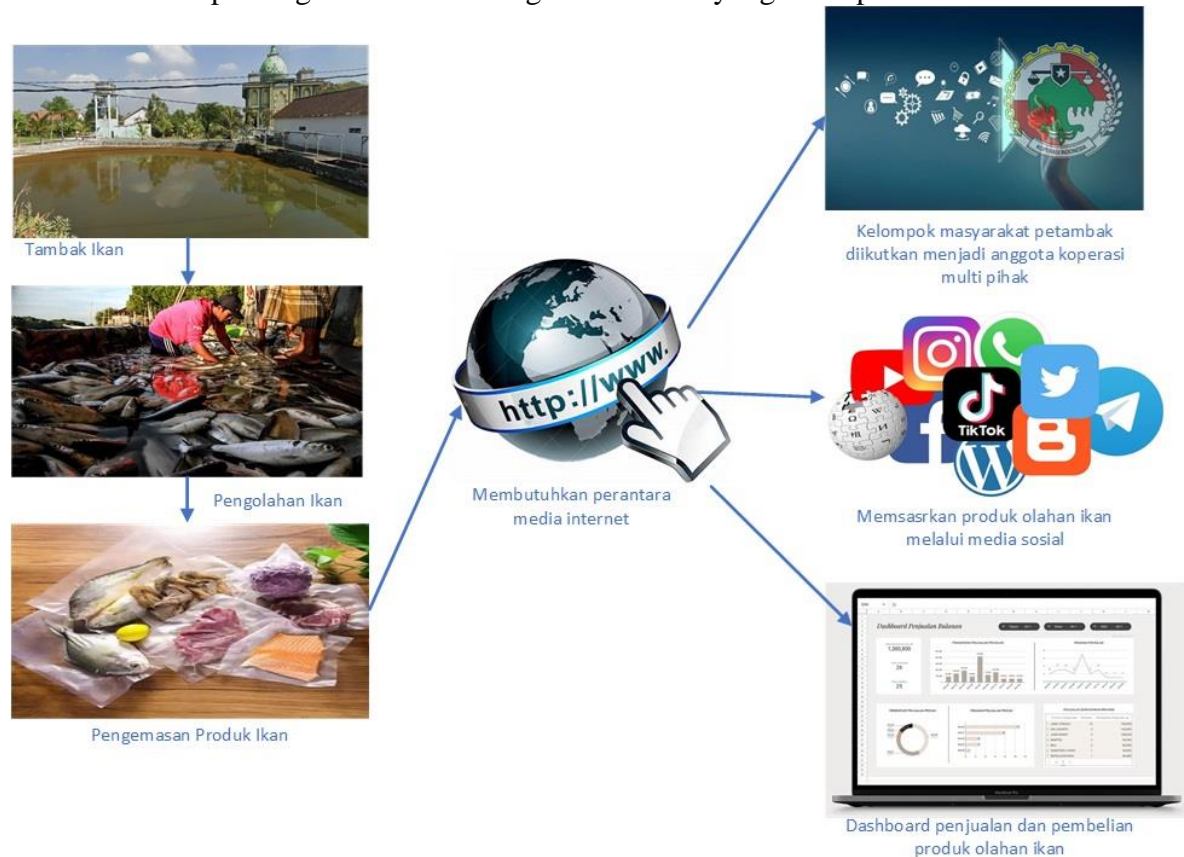 Tambak Ikan
Pengolahan Ikan
Pengemasan Produk Ikan
http://www.
Membutuhkan perantara
media internet
KOPERASI INDONESIA
Kelompok masyarakat petambak
diikutkan menjadi anggota koperasi
multi pihak
TikTok
Memsasrkan produk olahan ikan
melalui media sosial
Dashboard Penjualan Bulanan
Dashboard penjualan dan pembelian
produk olahan ikan